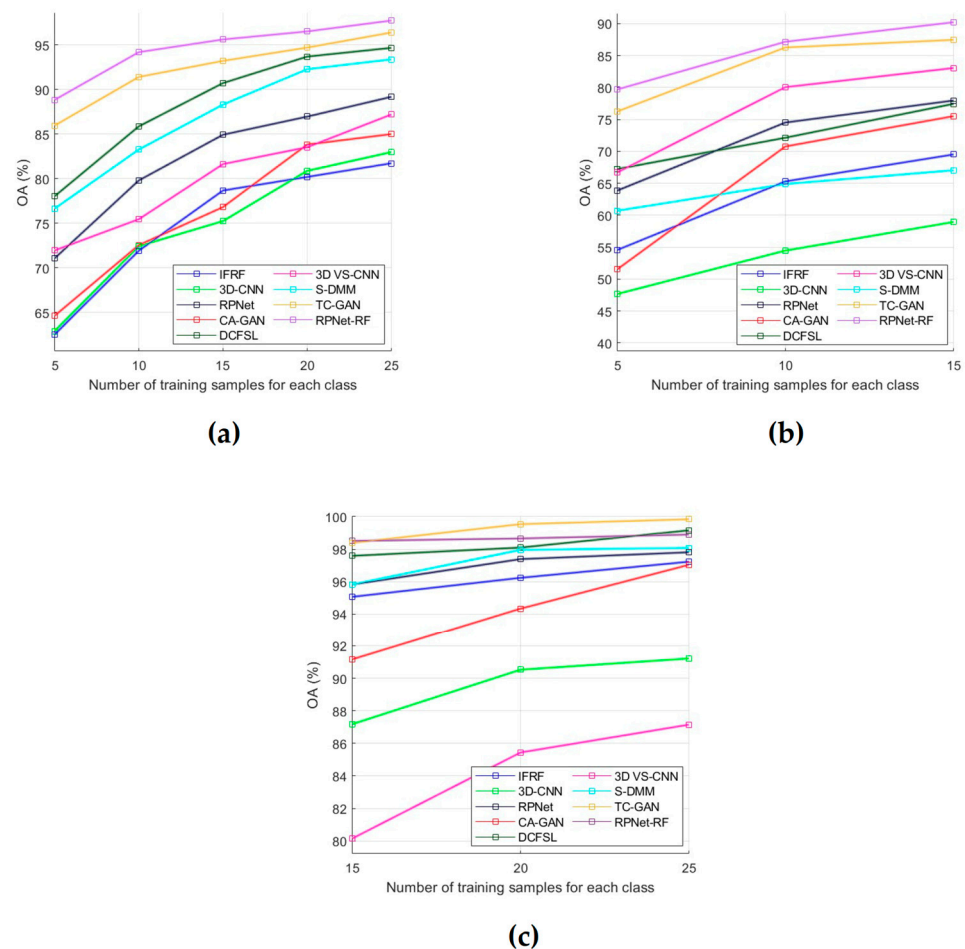 95
90
85
80
75
70
65
OA (%)
IFRF
3D-CNN
RPNet
CA-GAN
DCFSL
3D VS-CNN
S-DMM
TC-GAN
RPNet-RF
5 10 15 20 25
Number of training samples for each class
(a)
90
85
80
75
70
65
60
55
50
45
40
OA (%)
IFRF
3D-CNN
RPNet
CA-GAN
DCFSL
3D VS-CNN
S-DMM
TC-GAN
RPNet-RF
5 10 15
Number of training samples for each class
(b)
100
98
96
94
92
90
88
86
84
82
80
OA (%)
IFRF
3D-CNN
RPNet
CA-GAN
DCFSL
3D VS-CNN
S-DMM
TC-GAN
RPNet-RF
15 20 25
Number of training samples for each class
(c)